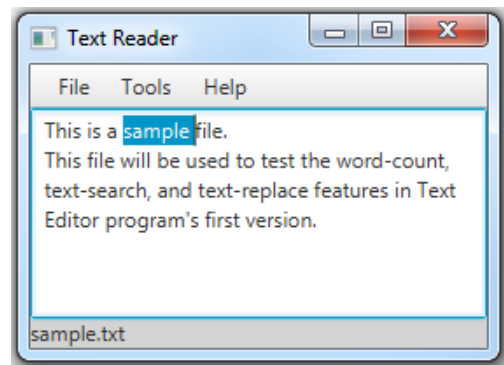 Text Reader
File Tools Help
This is a sample file.
This file will be used to test the word-count,
text-search, and text-replace features in Text
Editor program's first version.
sample.txt